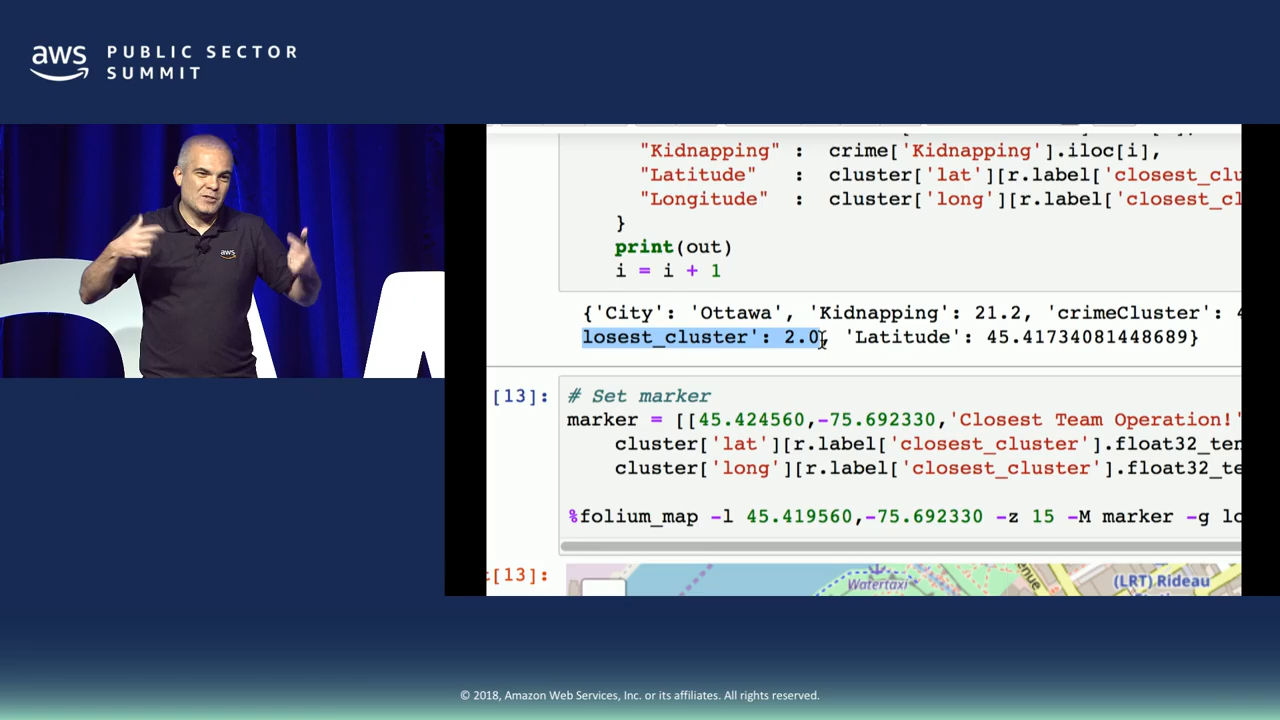 aws
PUBLIC SECTOR
SUMMIT
aws
"Kidnapping" : crime['Kidnapping'].iloc[i],
"Latitude" : cluster['lat'][r.label['closest_clu
"Longitude" : cluster['long'][r.label['closest_cl
}
print(out)
i = i + 1
{'City': 'Ottawa', 'Kidnapping': 21.2, 'crimeCluster': 4
losest_cluster': 2.0, 'Latitude': 45.41734081448689}
[13]:
# Set marker
marker = [[45.424560,-75.692330,'Closest Team Operation!'
cluster['lat'][r.label['closest_cluster'].float32_ten
cluster['long'][r.label['closest_cluster'].float32_te
%folium_map -l 45.419560,-75.692330 -z 15 -M marker -g lo
t[13]:
Watertaxi
(LRT) Rideau
© 2018, Amazon Web Services, Inc. or its affiliates. All rights reserved.